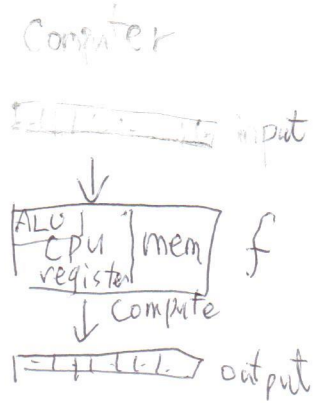 Computer
input
ALU
CPU mem f
register
compute
output